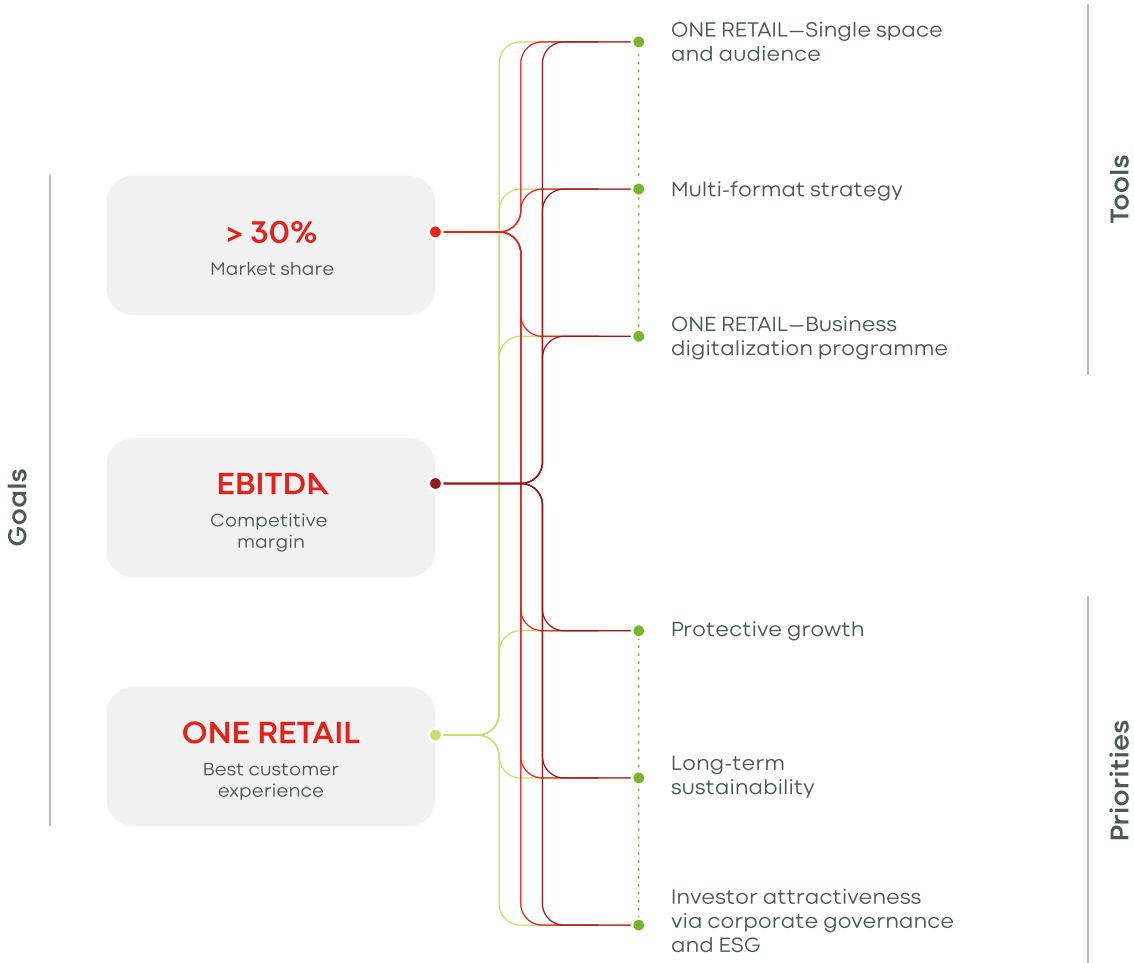 Goals
> 30%
Market share
EBITDA
Competitive
margin
ONE RETAIL
Best customer
experience
ONE RETAIL—Single space
and audience
Multi-format strategy
ONE RETAIL—Business
digitalization programme
Tools
Protective growth
Long-term
sustainability
Investor attractiveness
via corporate governance
and ESG
Priorities